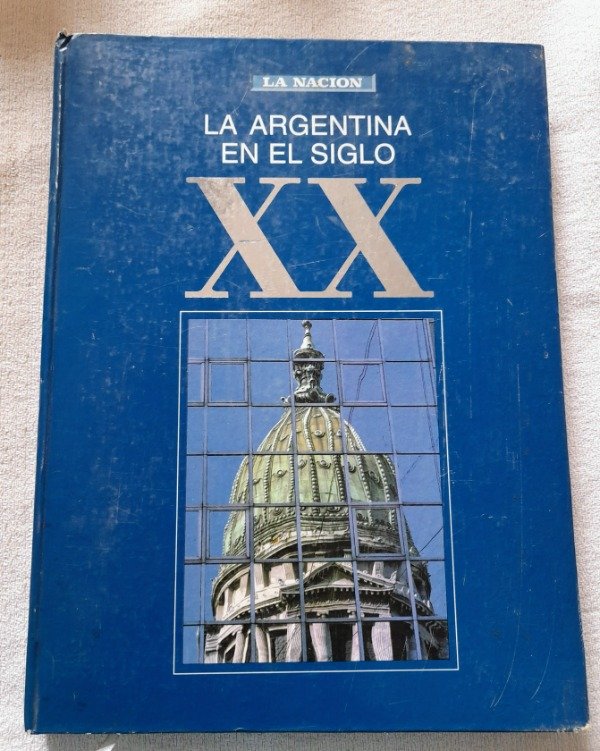 LA NACION
LA ARGENTINA
EN EL SIGLO
XX